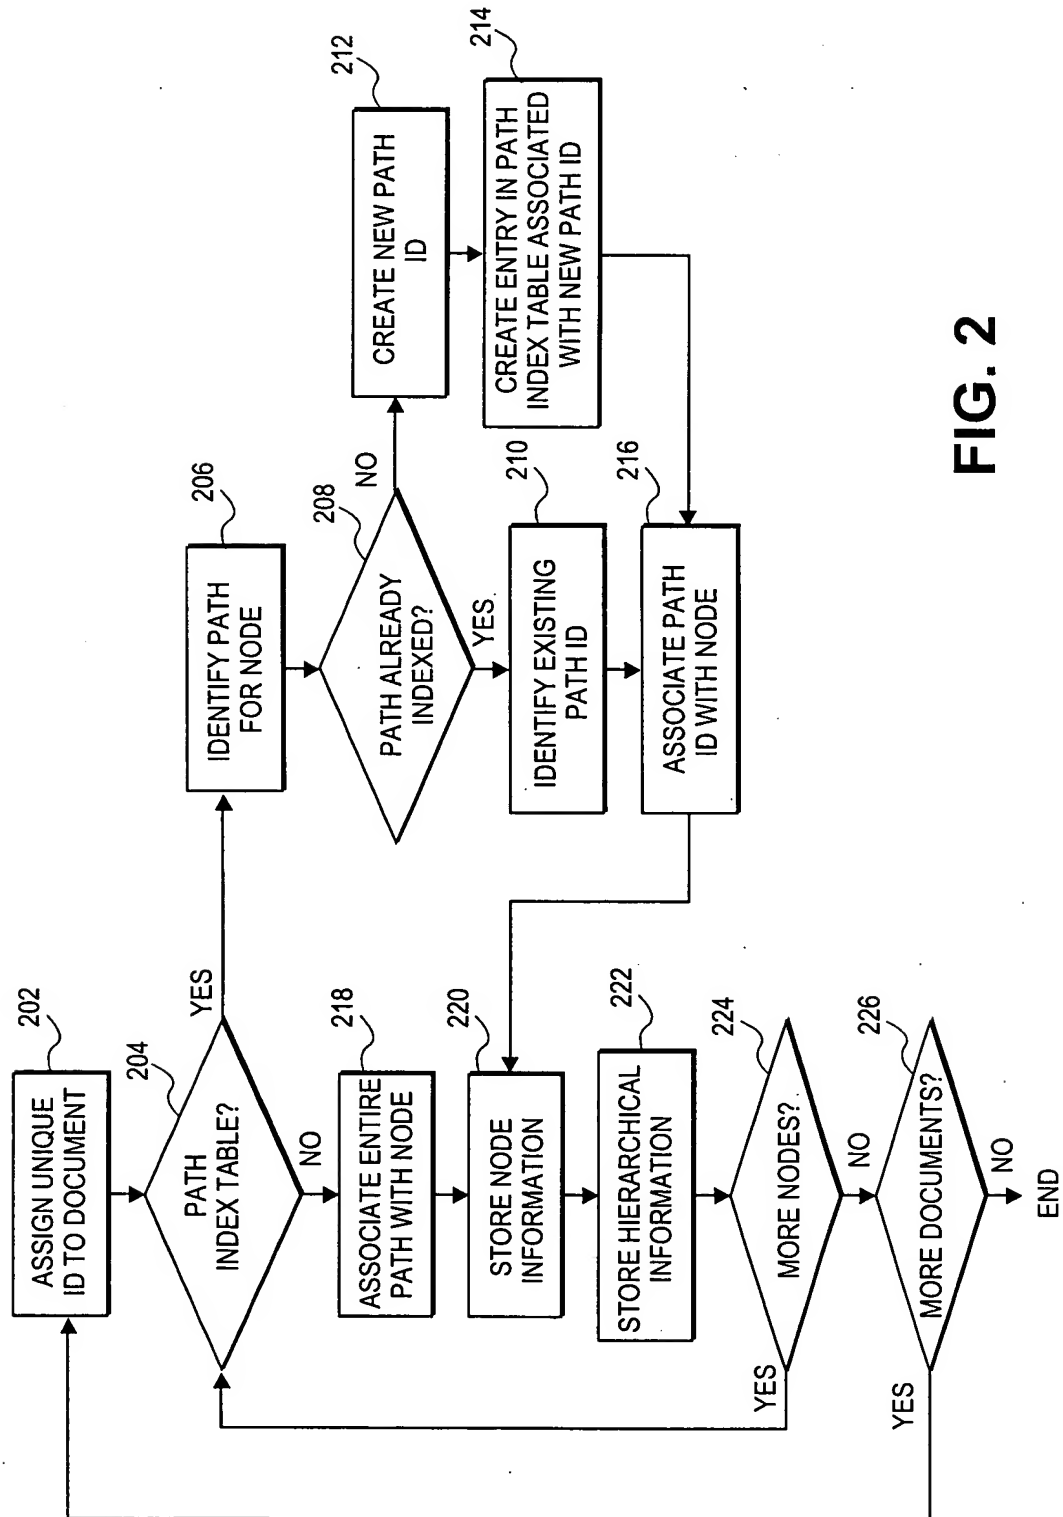 202
ASSIGN UNIQUE
ID TO DOCUMENT
204
PATH
INDEX TABLE?
YES
NO
206
IDENTIFY PATH
FOR NODE
208
PATH ALREADY
INDEXED?
NO
YES
212
CREATE NEW PATH
ID
214
CREATE ENTRY IN PATH
INDEX TABLE ASSOCIATED
WITH NEW PATH ID
210
IDENTIFY EXISTING
PATH ID
216
ASSOCIATE PATH
ID WITH NODE
218
ASSOCIATE ENTIRE
PATH WITH NODE
220
STORE NODE
INFORMATION
222
STORE HIERARCHICAL
INFORMATION
224
MORE NODES?
YES
NO
226
MORE DOCUMENTS?
YES
NO
END
FIG. 2